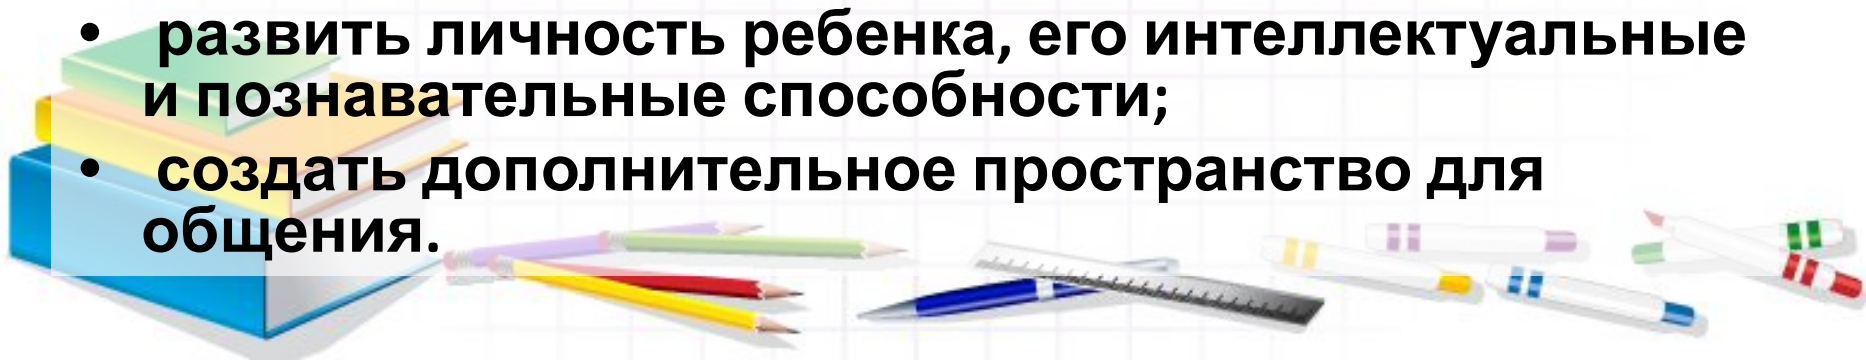 • развить личность ребенка, его интеллектуальные
и познавательные способности;
• создать дополнительное пространство для
общения.